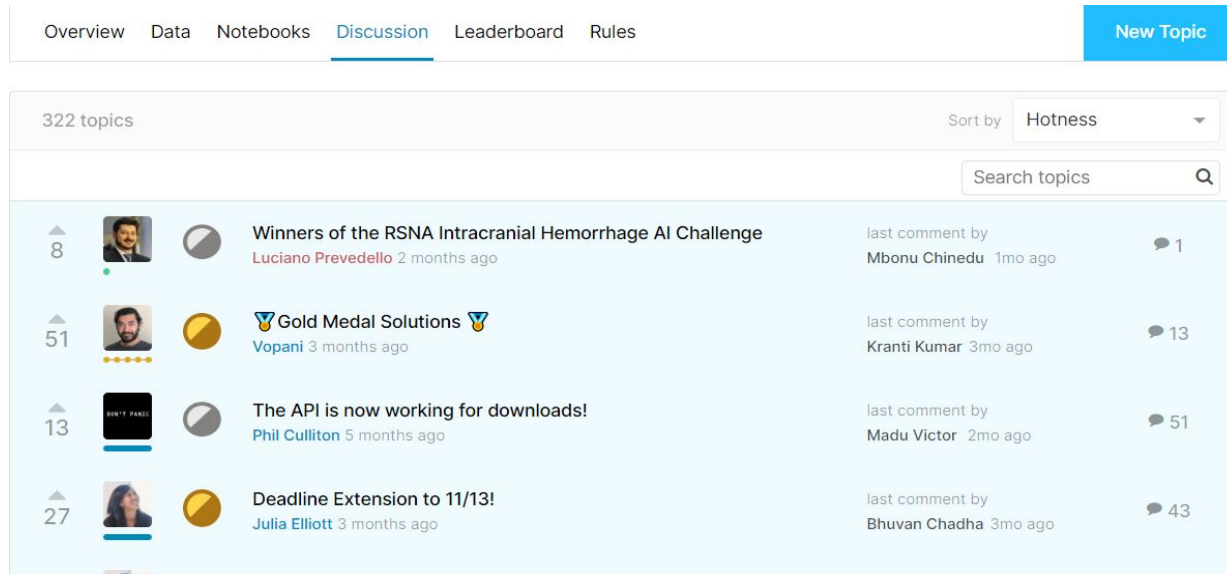 Overview Data Notebooks Discussion Leaderboard Rules New Topic
322 topics Sort by Hotness
Search topics
8 Winners of the RSNA Intracranial Hemorrhage AI Challenge last comment by 1
Luciano Prevedello 2 months ago Mbonu Chinedu 1mo ago
51 🏅Gold Medal Solutions 🏅 last comment by 13
Vopani 3 months ago Kranti Kumar 3mo ago
DON'T PANIC
13 The API is now working for downloads! last comment by 51
Phil Culliton 5 months ago Madu Victor 2mo ago
27 Deadline Extension to 11/13! last comment by 43
Julia Elliott 3 months ago Bhuvan Chadha 3mo ago